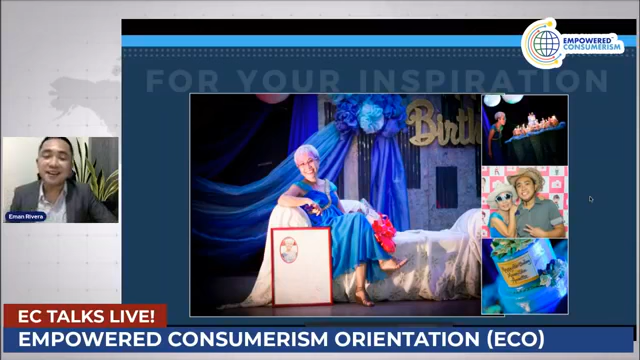 EMPOWERED
CONSUMERISM
FOR YOUR INSPIRATION
Birth
Eman Rivera
EC TALKS LIVE!
EMPOWERED CONSUMERISM ORIENTATION (ECO)